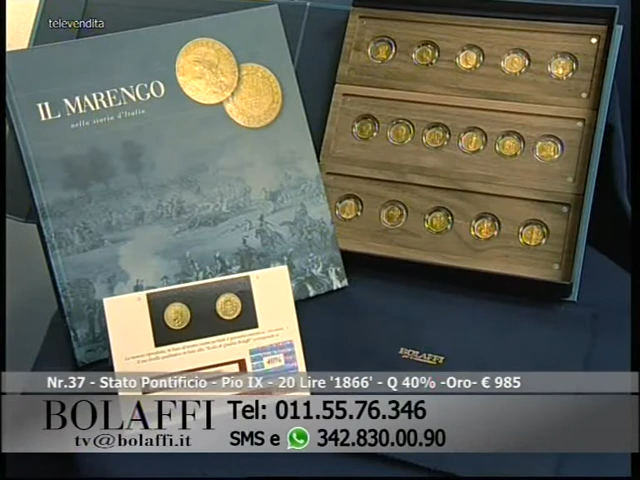 televendita
IL MARENGO
nella storia d'Italia
40%
BOLAFFI
Nr.37 - Stato Pontificio - Pio IX - 20 Lire '1866' - Q 40% -Oro- € 985
BOLAFFI
tv@bolaffi.it
Tel: 011.55.76.346
SMS e 342.830.00.90